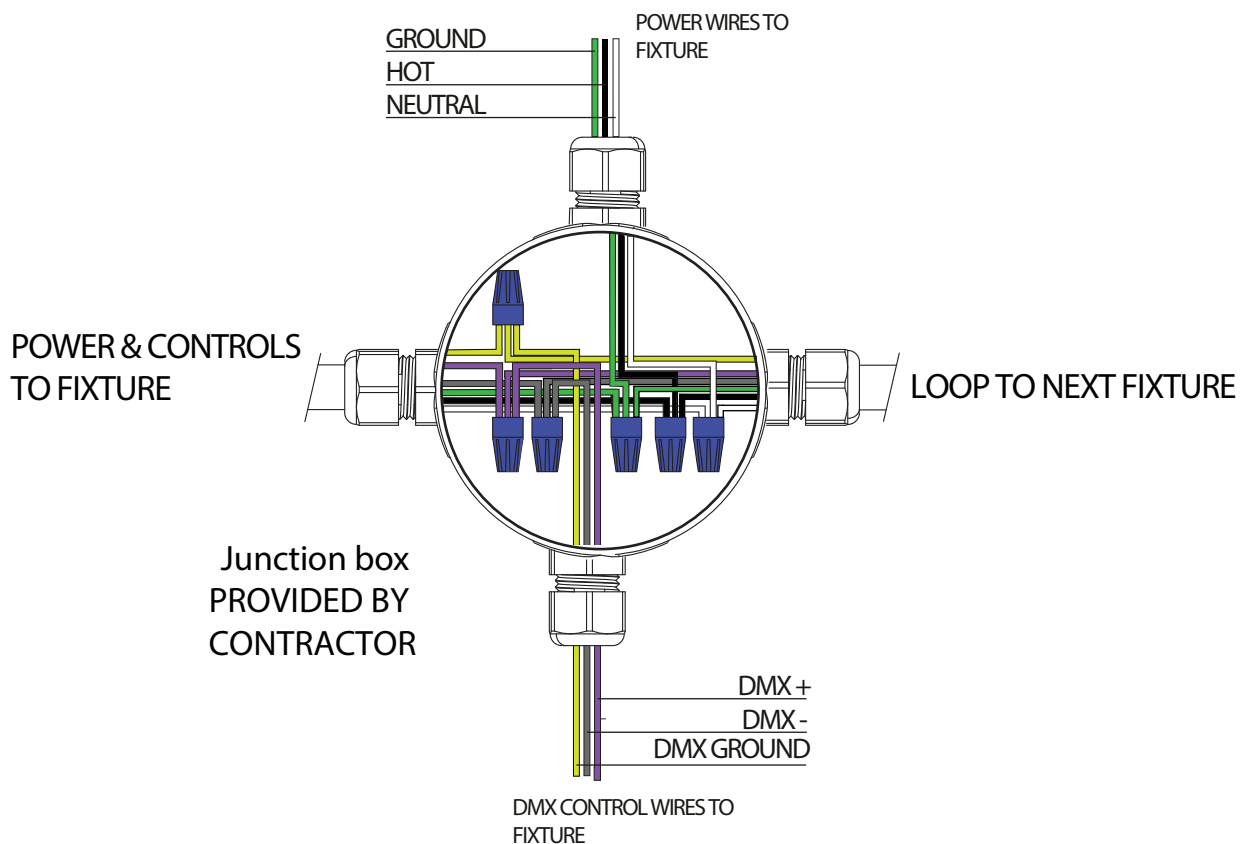 GROUND
HOT
NEUTRAL
POWER WIRES TO
FIXTURE
POWER & CONTROLS
TO FIXTURE
LOOP TO NEXT FIXTURE
Junction box
PROVIDED BY
CONTRACTOR
DMX +
DMX -
DMX GROUND
DMX CONTROL WIRES TO
FIXTURE